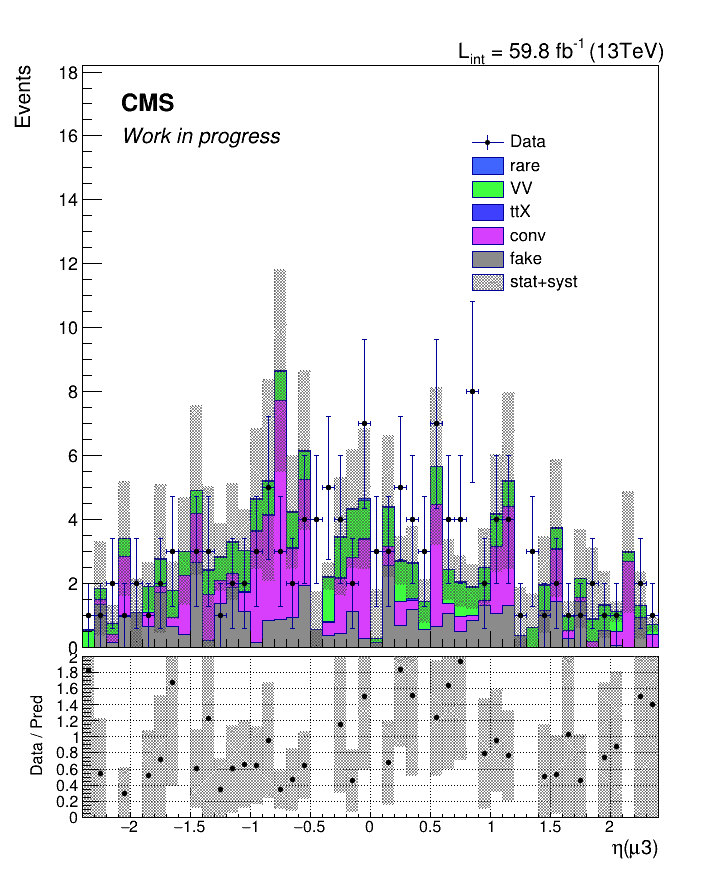 L_int = 59.8 fb⁻¹ (13TeV)
Events
18
16
14
12
10
8
6
4
2
0
CMS
Work in progress
Data
rare
VV
ttX
conv
fake
stat+syst
Data / Pred
2
1.8
1.6
1.4
1.2
1
0.8
0.6
0.4
0.2
0
−2 −1.5 −1 −0.5 0 0.5 1 1.5 2
η(μ3)